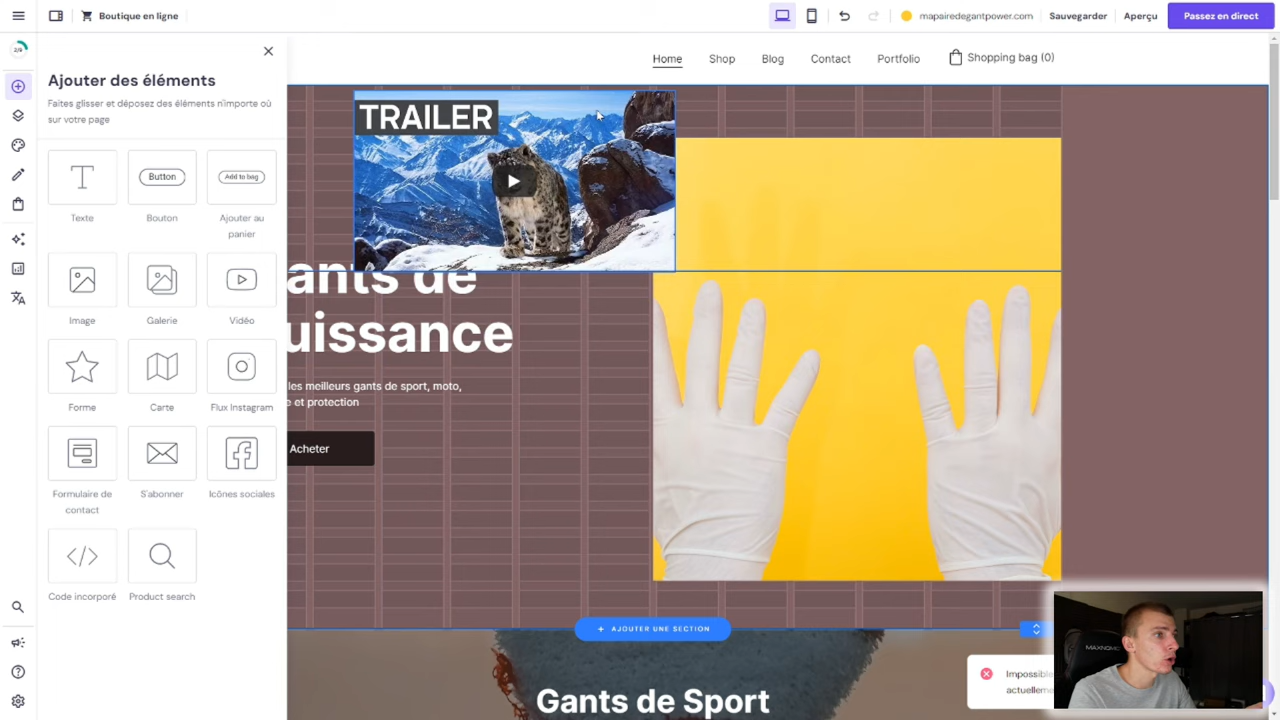 Boutique en ligne
mapairedegantpower.com
Sauvegarder
Aperçu
Passez en direct
2/8
Ajouter des éléments
Faites glisser et déposez des éléments n'importe où
sur votre page
Texte
Button
Bouton
Add to bag
Ajouter au
panier
Image
Galerie
Vidéo
Forme
Carte
Flux Instagram
Formulaire de
contact
S'abonner
Icônes sociales
Code incorporé
Product search
Home
Shop
Blog
Contact
Portfolio
Shopping bag (0)
TRAILER
ants de
uissance
les meilleurs gants de sport, moto,
e et protection
Acheter
+ AJOUTER UNE SECTION
Gants de Sport
Impossible
actuelleme
MAXNOMIC